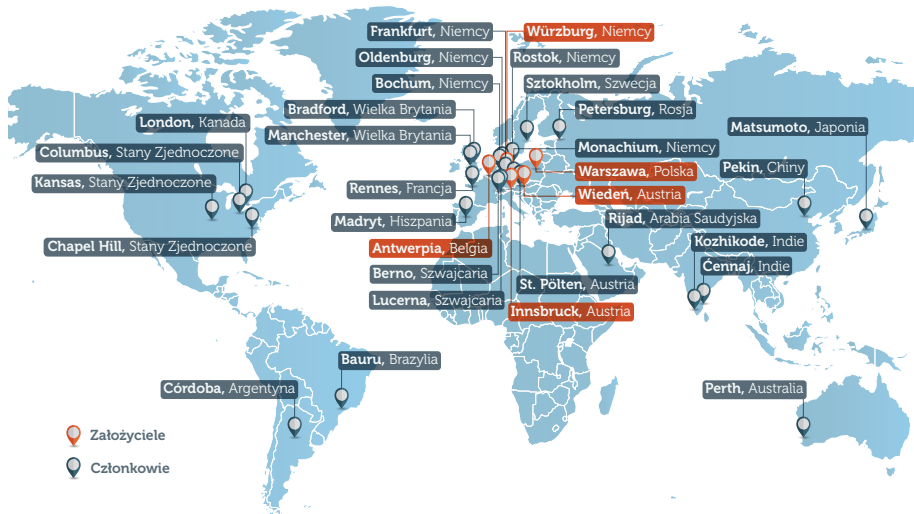 Frankfurt, Niemcy
Würzburg, Niemcy
Oldenburg, Niemcy
Rostok, Niemcy
Bochum, Niemcy
Sztokholm, Szwecja
Bradford, Wielka Brytania
Petersburg, Rosja
London, Kanada
Manchester, Wielka Brytania
Matsumoto, Japonia
Columbus, Stany Zjednoczone
Monachium, Niemcy
Kansas, Stany Zjednoczone
Warszawa, Polska
Pekin, Chiny
Rennes, Francja
Wiedeń, Austria
Madryt, Hiszpania
Rijad, Arabia Saudyjska
Chapel Hill, Stany Zjednoczone
Antwerpia, Belgia
Kozhikode, Indie
Berno, Szwajcaria
Ćennaj, Indie
St. Pölten, Austria
Lucerna, Szwajcaria
Innsbruck, Austria
Bauru, Brazylia
Córdoba, Argentyna
Perth, Australia
Założyciele
Członkowie